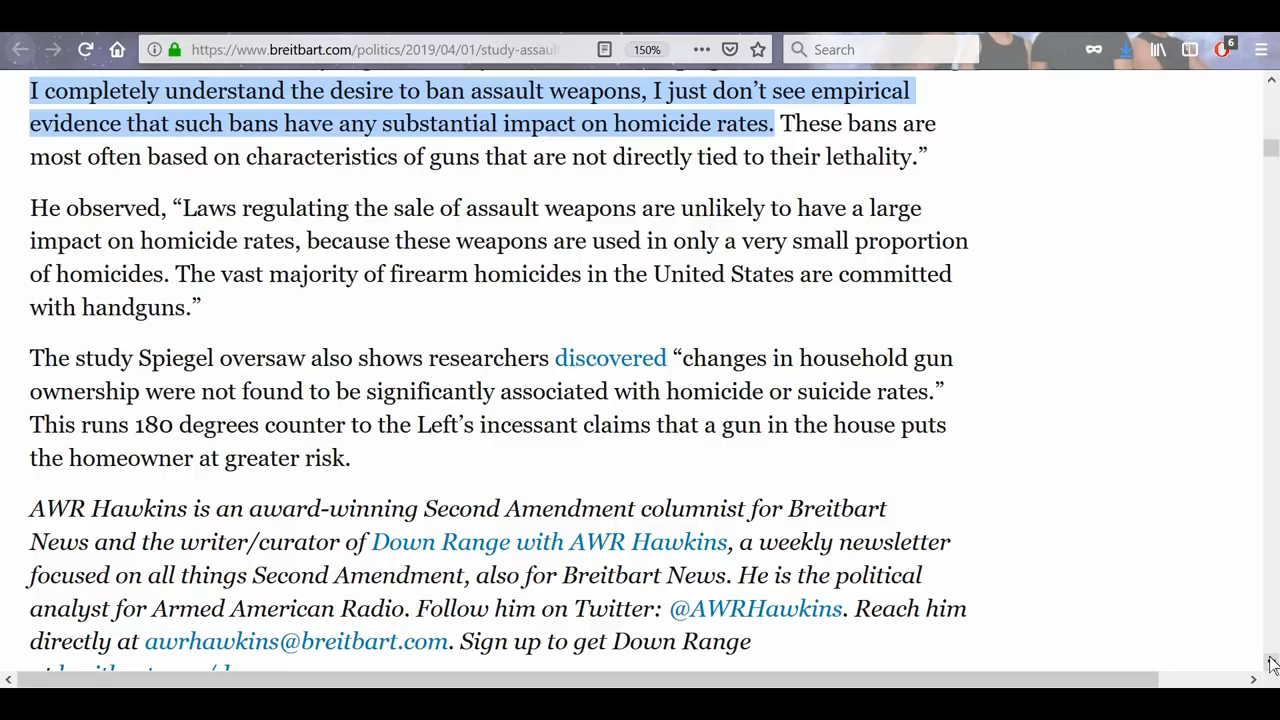 https://www.breitbart.com/politics/2019/04/01/study-assau
150%
Search
6
I completely understand the desire to ban assault weapons, I just don’t see empirical
evidence that such bans have any substantial impact on homicide rates. These bans are
most often based on characteristics of guns that are not directly tied to their lethality.”
He observed, “Laws regulating the sale of assault weapons are unlikely to have a large
impact on homicide rates, because these weapons are used in only a very small proportion
of homicides. The vast majority of firearm homicides in the United States are committed
with handguns.”
The study Spiegel oversaw also shows researchers discovered “changes in household gun
ownership were not found to be significantly associated with homicide or suicide rates.”
This runs 180 degrees counter to the Left’s incessant claims that a gun in the house puts
the homeowner at greater risk.
AWR Hawkins is an award-winning Second Amendment columnist for Breitbart
News and the writer/curator of Down Range with AWR Hawkins, a weekly newsletter
focused on all things Second Amendment, also for Breitbart News. He is the political
analyst for Armed American Radio. Follow him on Twitter: @AWRHawkins. Reach him
directly at awrhawkins@breitbart.com. Sign up to get Down Range